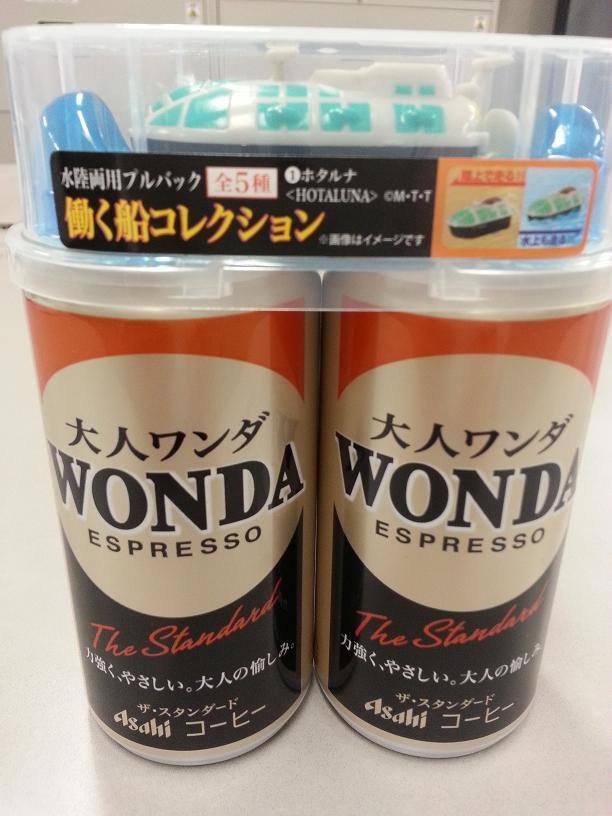 水陸両用プルバック 全5種
働く船コレクション
❶ホタルナ
<HOTALUNA> ©M・T・T
※画像はイメージです
陸上で走る!!
水上も走る!!
大人ワンダ
WONDA
ESPRESSO
The Standard
力強く、やさしい。大人の愉しみ。
ザ・スタンダード
Asahi コーヒー
大人ワンダ
WONDA
ESPRESSO
The Standard
力強く、やさしい。大人の愉しみ
ザ・スタンダード
Asahi コーヒー